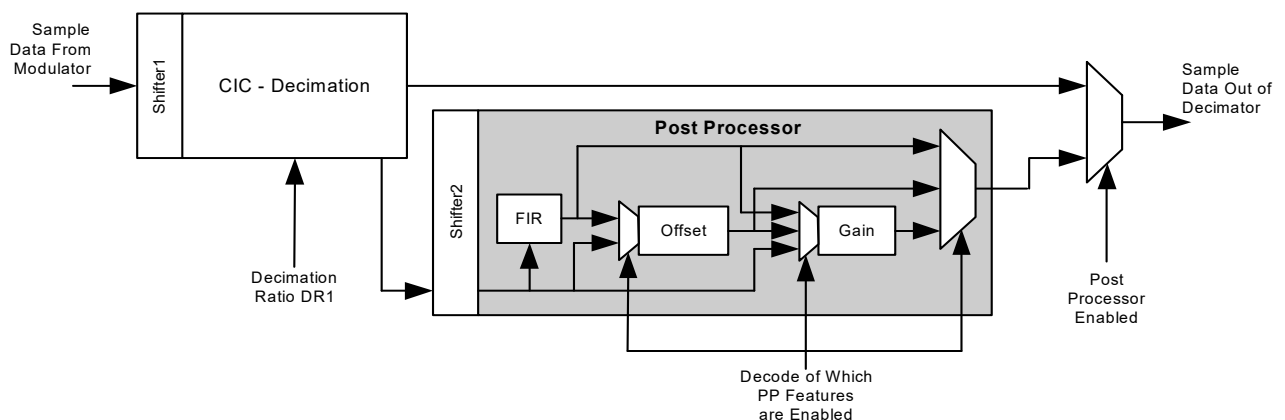 Sample
Data From
Modulator
Shifter1
CIC - Decimation
Sample
Data Out of
Decimator
Post Processor
Shifter2
FIR
Offset
Gain
Decimation
Ratio DR1
Post
Processor
Enabled
Decode of Which
PP Features
are Enabled